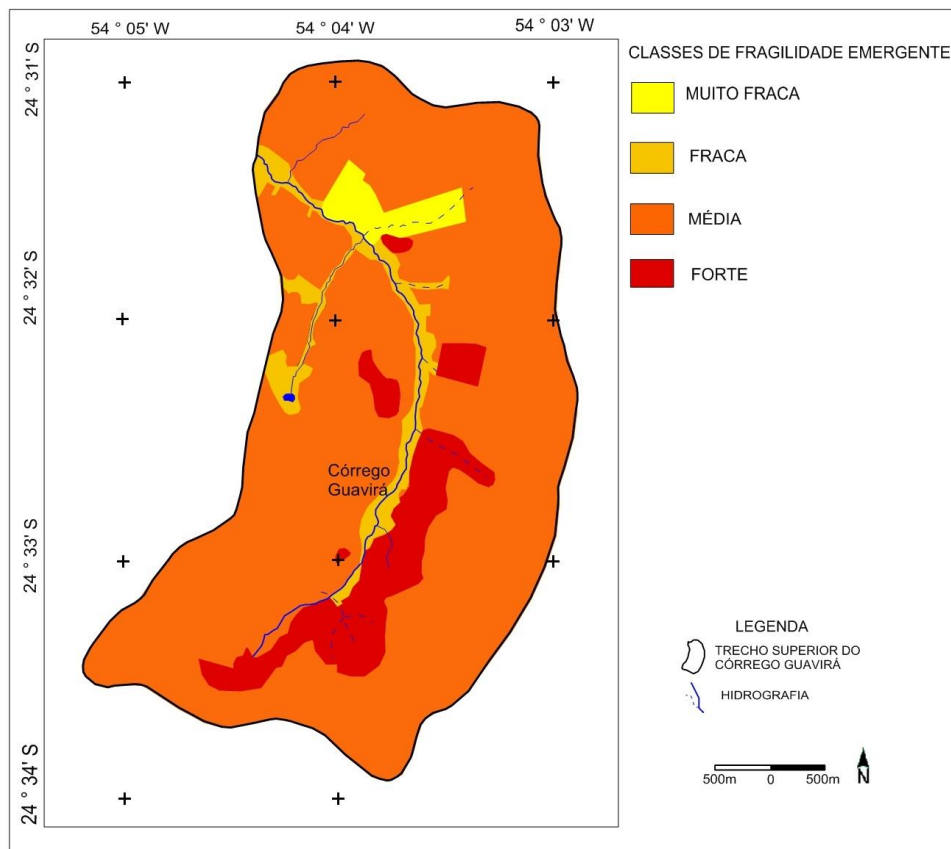 54 ° 05' W 54 ° 04' W 54 ° 03' W
24 ° 31' S
24 ° 32' S
24 ° 33' S
24 ° 34' S
Córrego
Guavirá
CLASSES DE FRAGILIDADE EMERGENTE
MUITO FRACA
FRACA
MÉDIA
FORTE
LEGENDA
TRECHO SUPERIOR DO
CÓRREGO GUAVIRÁ
HIDROGRAFIA
500m 0 500m
N